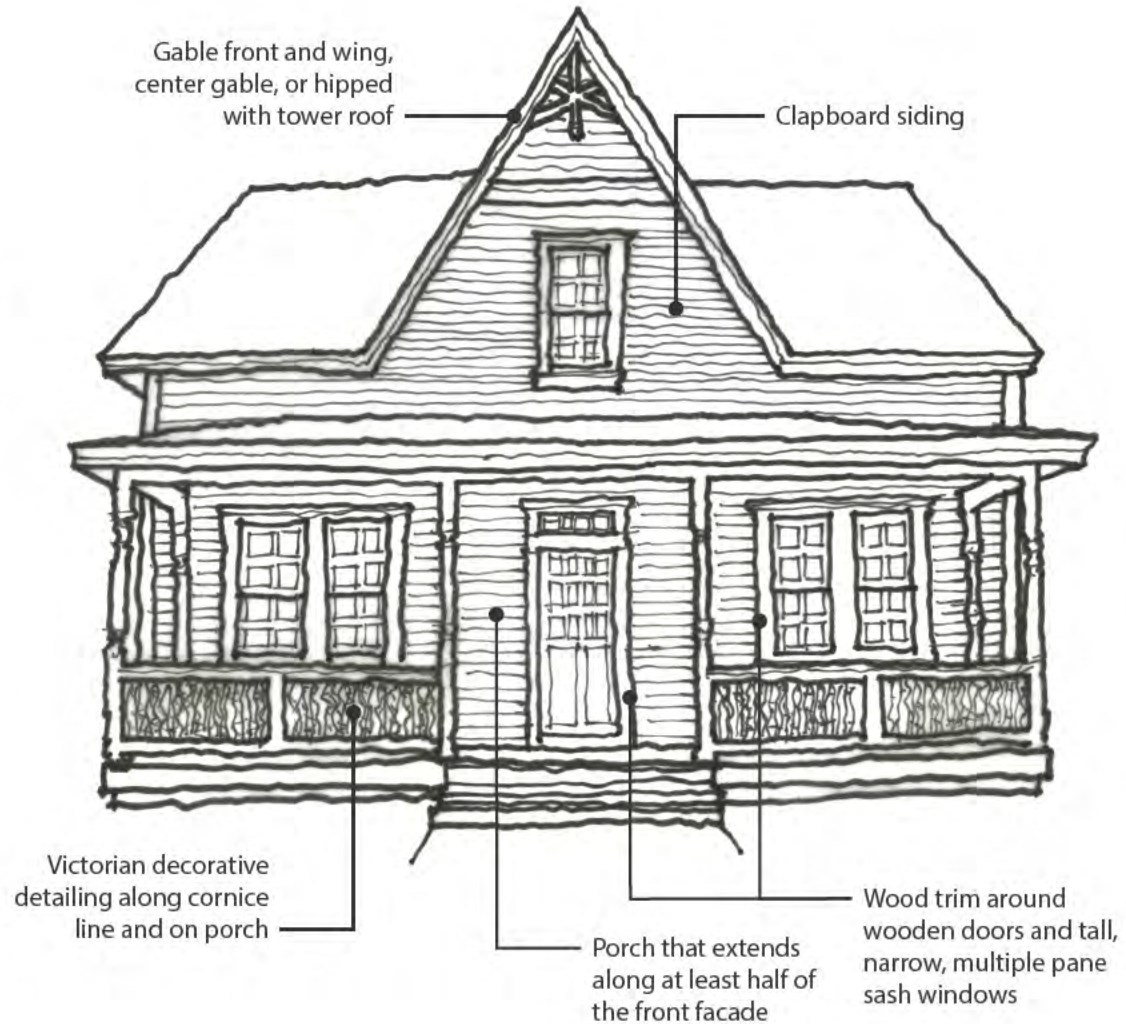 Gable front and wing,
center gable, or hipped
with tower roof
Clapboard siding
Victorian decorative
detailing along cornice
line and on porch
Porch that extends
along at least half of
the front facade
Wood trim around
wooden doors and tall,
narrow, multiple pane
sash windows